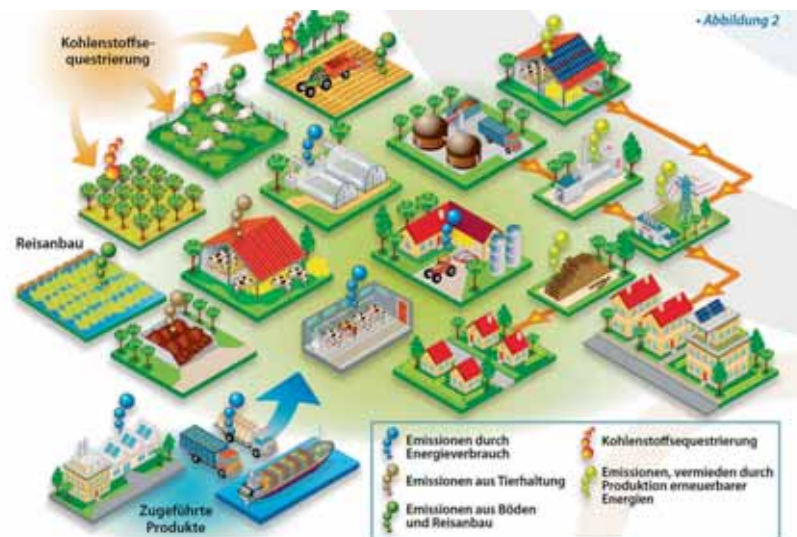 • Abbildung 2
Kohlenstoffse-
questrierung
Reisanbau
Zugeführte
Produkte
Emissionen durch
Energieverbrauch
Emissionen aus Tierhaltung
Emissionen aus Böden
und Reisanbau
Kohlenstoffsequestrierung
Emissionen, vermieden durch
Produktion erneuerbarer
Energien